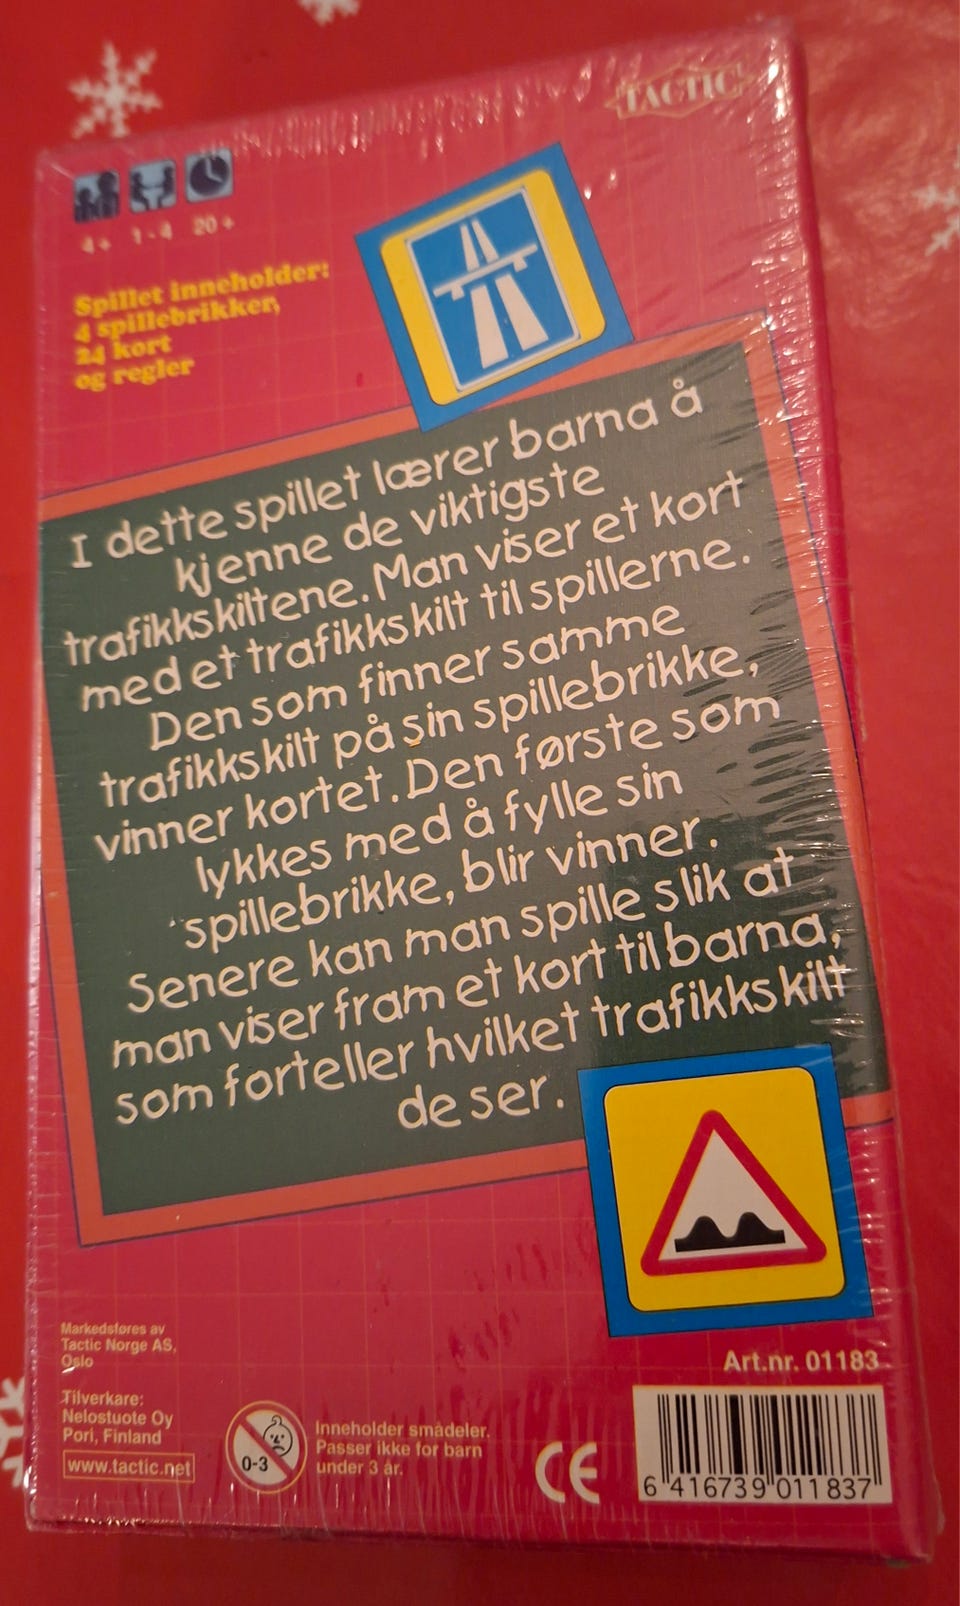 TACTIC
4+ 1-4 20+
Spillet inneholder:
4 spillebrikker,
24 kort
og regler
I dette spillet lærer barna å
kjenne de viktigste
trafikkskiltene. Man viser et kort
med et trafikkskilt til spillerne.
Den som finner samme
trafikkskilt på sin spillebrikke,
vinner kortet. Den første som
lykkes med å fylle sin
spillebrikke, blir vinner.
Senere kan man spille slik at
man viser fram et kort til barna,
som forteller hvilket trafikkskilt
de ser.
Markedsføres av
Tactic Norge AS,
Oslo
Tilverkare:
Nelostuote Oy
Pori, Finland
www.tactic.net
0-3
Inneholder smådeler.
Passer ikke for barn
under 3 år.
CE
Art.nr. 01183
6 416739 011837